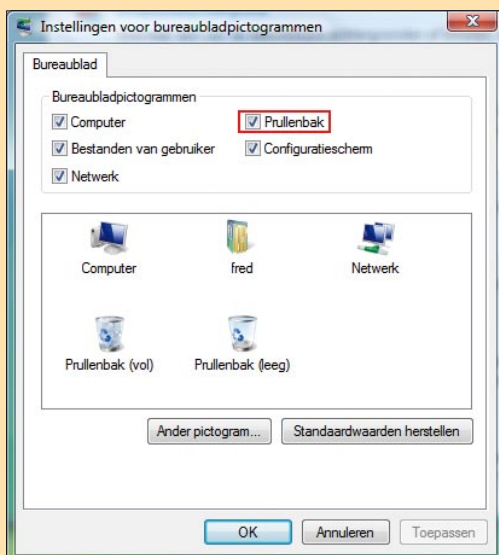 Instellingen voor bureaubladpictogrammen
Bureaublad
Bureaubladpictogrammen
Computer
Prullenbak
Bestanden van gebruiker
Configuratiescherm
Netwerk
Computer
fred
Netwerk
Prullenbak (vol)
Prullenbak (leeg)
Ander pictogram...
Standaardwaarden herstellen
OK
Annuleren
Toepassen